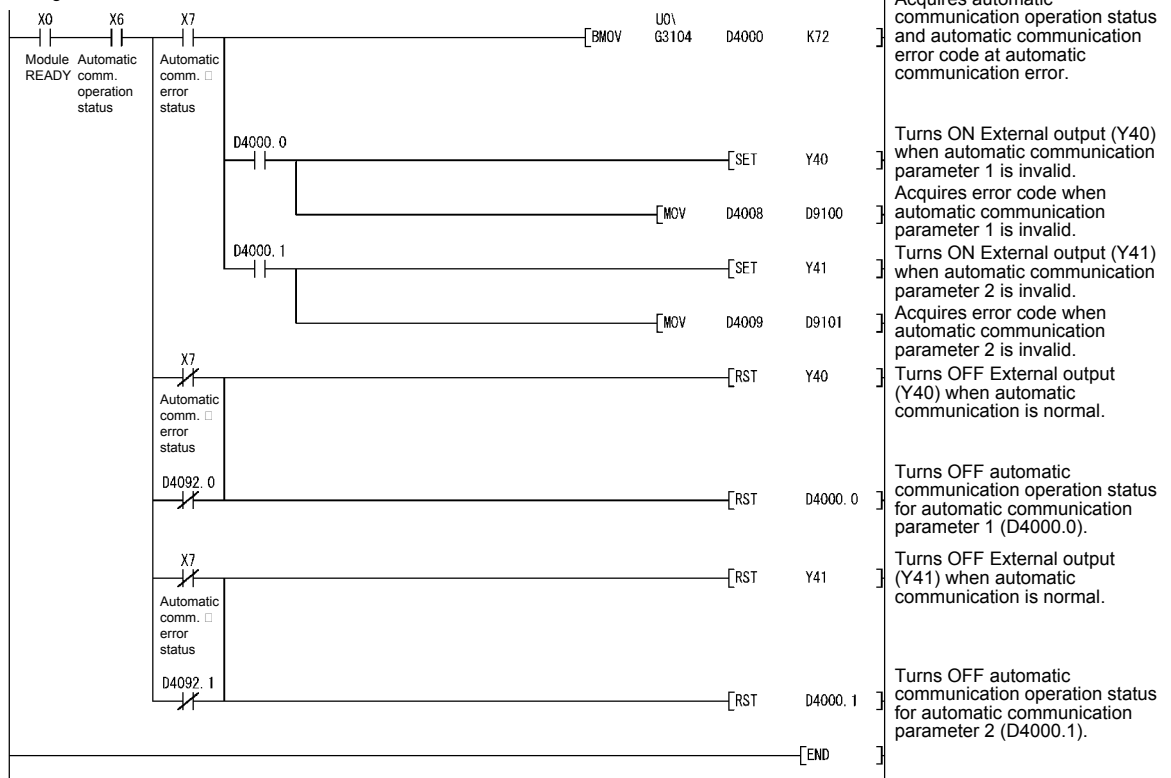 Acquires automatic
communication operation status
and automatic communication
error code at automatic
communication error.
X0 X6 X7
[BMOV U0\G3104 D4000 K72 ]
Module READY
Automatic comm. operation status
Automatic comm. □ error status
D4000.0
[SET Y40 ]
Turns ON External output (Y40)
when automatic communication
parameter 1 is invalid.
[MOV D4008 D9100 ]
Acquires error code when
automatic communication
parameter 1 is invalid.
D4000.1
[SET Y41 ]
Turns ON External output (Y41)
when automatic communication
parameter 2 is invalid.
[MOV D4009 D9101 ]
Acquires error code when
automatic communication
parameter 2 is invalid.
X7
[RST Y40 ]
Automatic
comm. □
error
status
Turns OFF External output
(Y40) when automatic
communication is normal.
D4092.0
[RST D4000.0 ]
Turns OFF automatic
communication operation status
for automatic communication
parameter 1 (D4000.0).
X7
[RST Y41 ]
Automatic
comm. □
error
status
Turns OFF External output
(Y41) when automatic
communication is normal.
D4092.1
[RST D4000.1 ]
Turns OFF automatic
communication operation status
for automatic communication
parameter 2 (D4000.1).
[END ]